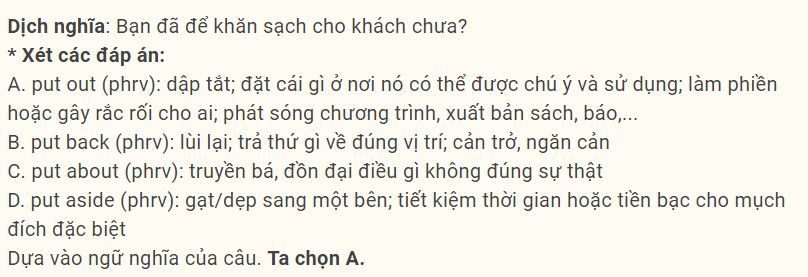 Dịch nghĩa: Bạn đã để khăn sạch cho khách chưa?
* Xét các đáp án:
A. put out (phrv): dập tắt; đặt cái gì ở nơi nó có thể được chú ý và sử dụng; làm phiền
hoặc gây rắc rối cho ai; phát sóng chương trình, xuất bản sách, báo,...
B. put back (phrv): lùi lại; trả thứ gì về đúng vị trí; cản trở, ngăn cản
C. put about (phrv): truyền bá, đồn đại điều gì không đúng sự thật
D. put aside (phrv): gạt/dẹp sang một bên; tiết kiệm thời gian hoặc tiền bạc cho mụch
đích đặc biệt
Dựa vào ngữ nghĩa của câu. Ta chọn A.